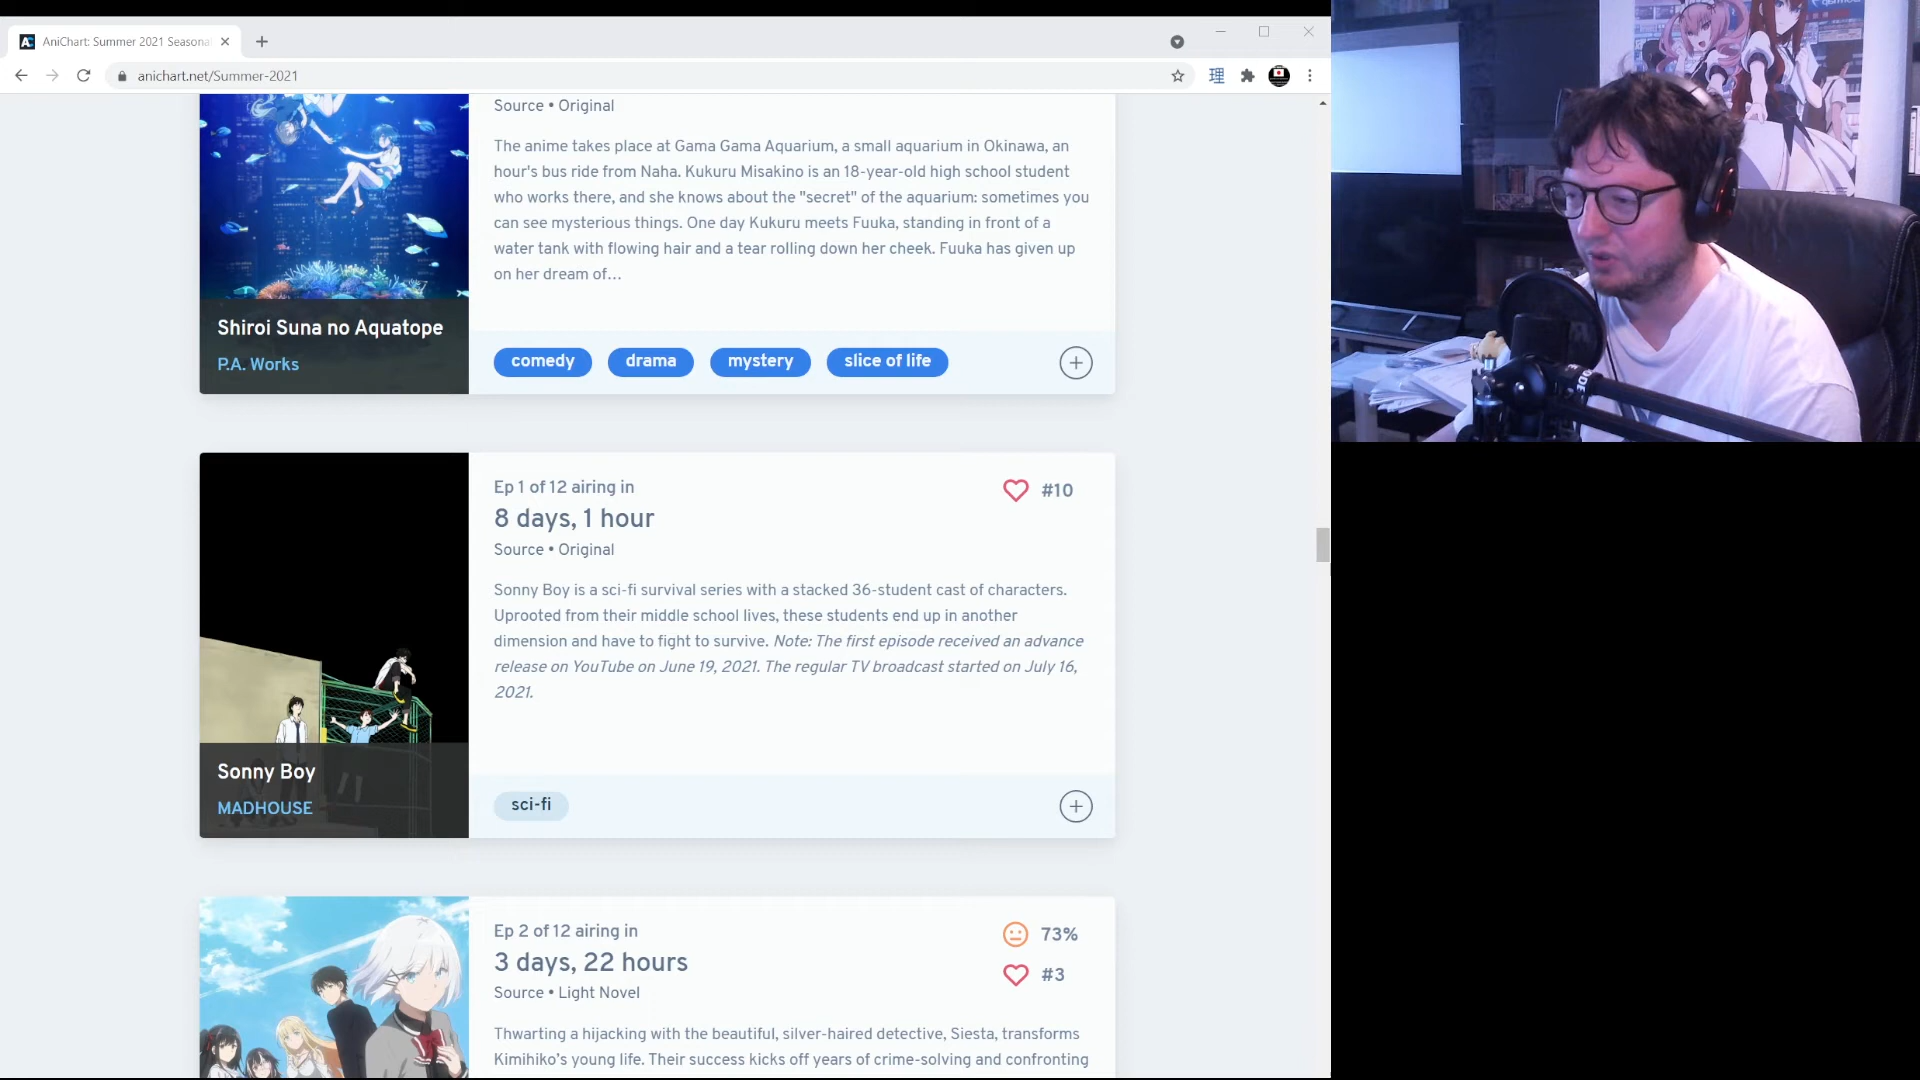 AniChart: Summer 2021 Seasona
anichart.net/Summer-2021
理
Source • Original
The anime takes place at Gama Gama Aquarium, a small aquarium in Okinawa, an
hour's bus ride from Naha. Kukuru Misakino is an 18-year-old high school student
who works there, and she knows about the "secret" of the aquarium: sometimes you
can see mysterious things. One day Kukuru meets Fuuka, standing in front of a
water tank with flowing hair and a tear rolling down her cheek. Fuuka has given up
on her dream of…
Shiroi Suna no Aquatope
P.A. Works
comedy drama mystery slice of life
Ep 1 of 12 airing in
#10
8 days, 1 hour
Source • Original
Sonny Boy is a sci-fi survival series with a stacked 36-student cast of characters.
Uprooted from their middle school lives, these students end up in another
dimension and have to fight to survive. Note: The first episode received an advance
release on YouTube on June 19, 2021. The regular TV broadcast started on July 16,
2021.
Sonny Boy
MADHOUSE
sci-fi
Ep 2 of 12 airing in
73%
3 days, 22 hours
#3
Source • Light Novel
Thwarting a hijacking with the beautiful, silver-haired detective, Siesta, transforms
Kimihiko’s young life. Their success kicks off years of crime-solving and confronting